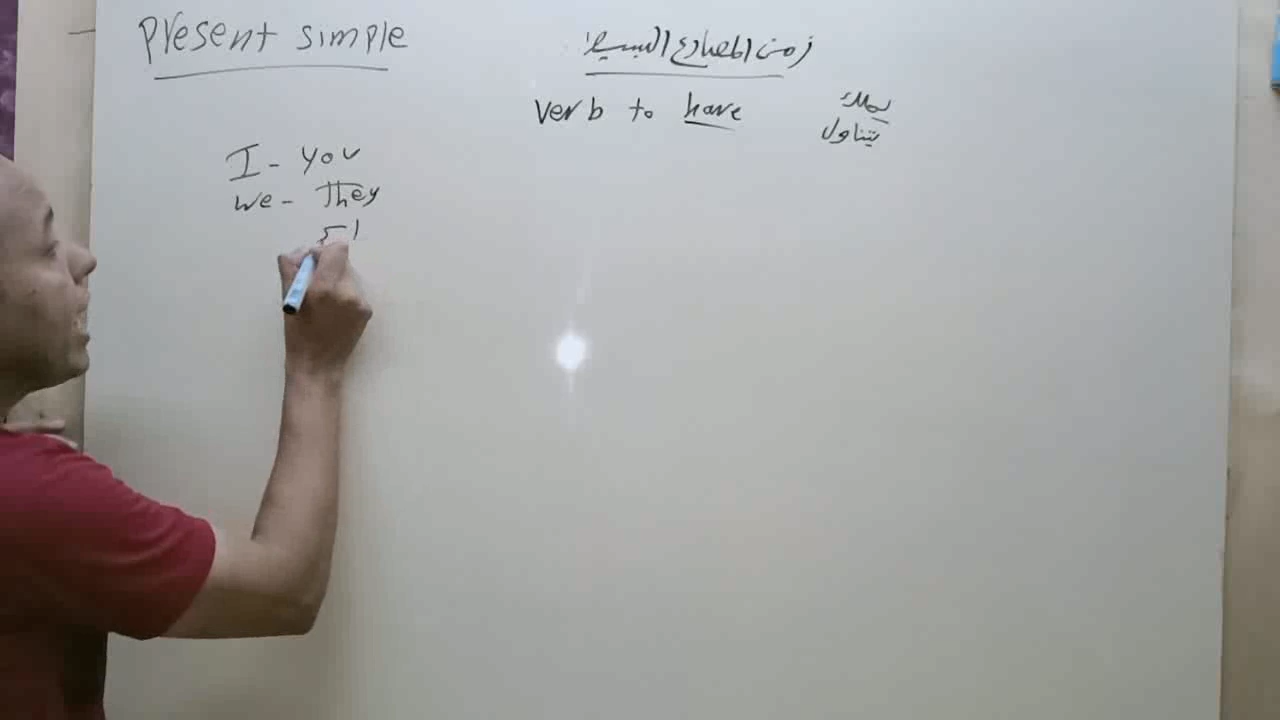 Present simple
زمن المضارع البسيط
verb to have
يملك
يتناول
I - you
we - They